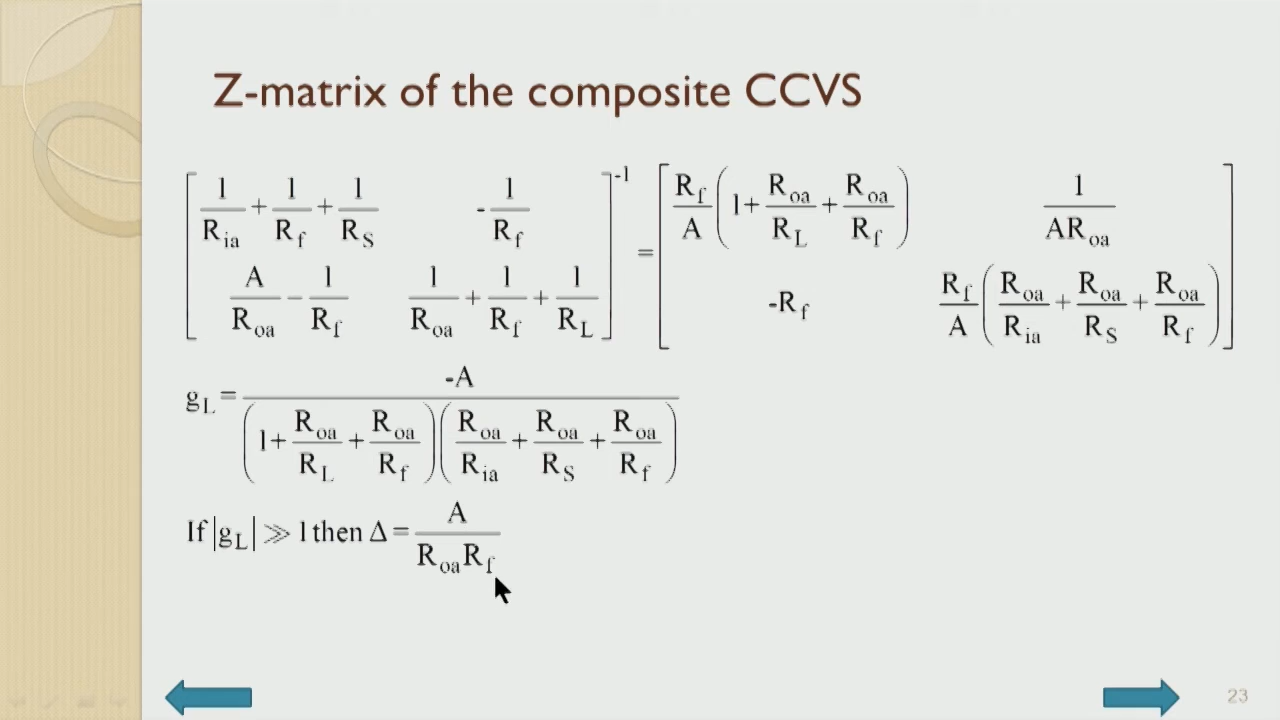 Z-matrix of the composite CCVS
[ 1/R_ia + 1/R_f + 1/R_S    - 1/R_f ; A/R_oa − 1/R_f    1/R_oa + 1/R_f + 1/R_L ]^-1 = [ R_f/A (1 + R_oa/R_L + R_oa/R_f)    1/AR_oa ; -R_f    R_f/A (R_oa/R_ia + R_oa/R_S + R_oa/R_f) ]
g_L = -A / (1 + R_oa/R_L + R_oa/R_f)(R_oa/R_ia + R_oa/R_S + R_oa/R_f)
If |g_L| ≫ 1 then Δ = A/R_oaR_f
23